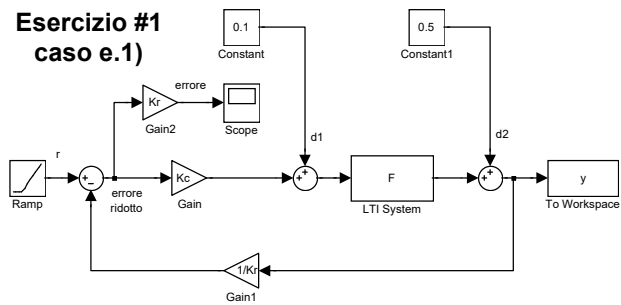 Esercizio #1
caso e.1)
0.1
Constant
0.5
Constant1
errore
Kr
Gain2
Scope
d1
d2
r
Ramp
+
−
errore
ridotto
Kc
Gain
+
+
F
LTI System
+
+
y
To Workspace
1/Kr
Gain1